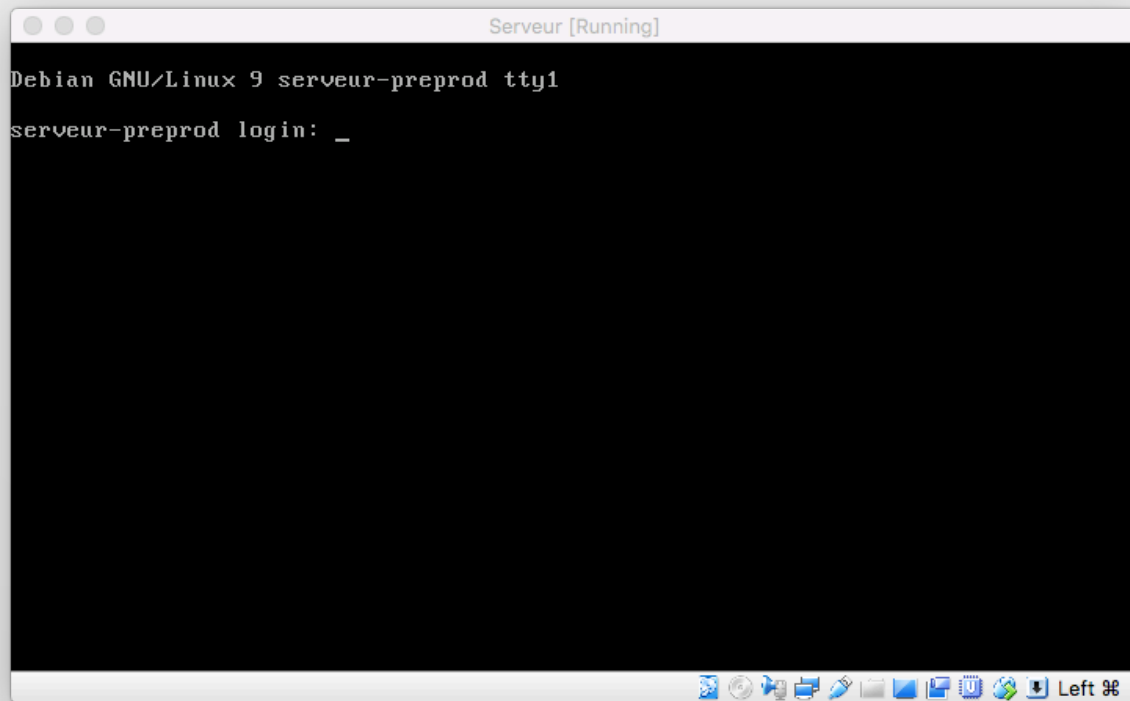 Serveur [Running]
Debian GNU/Linux 9 serveur-preprod tty1
serveur-preprod login: _
Left ⌘